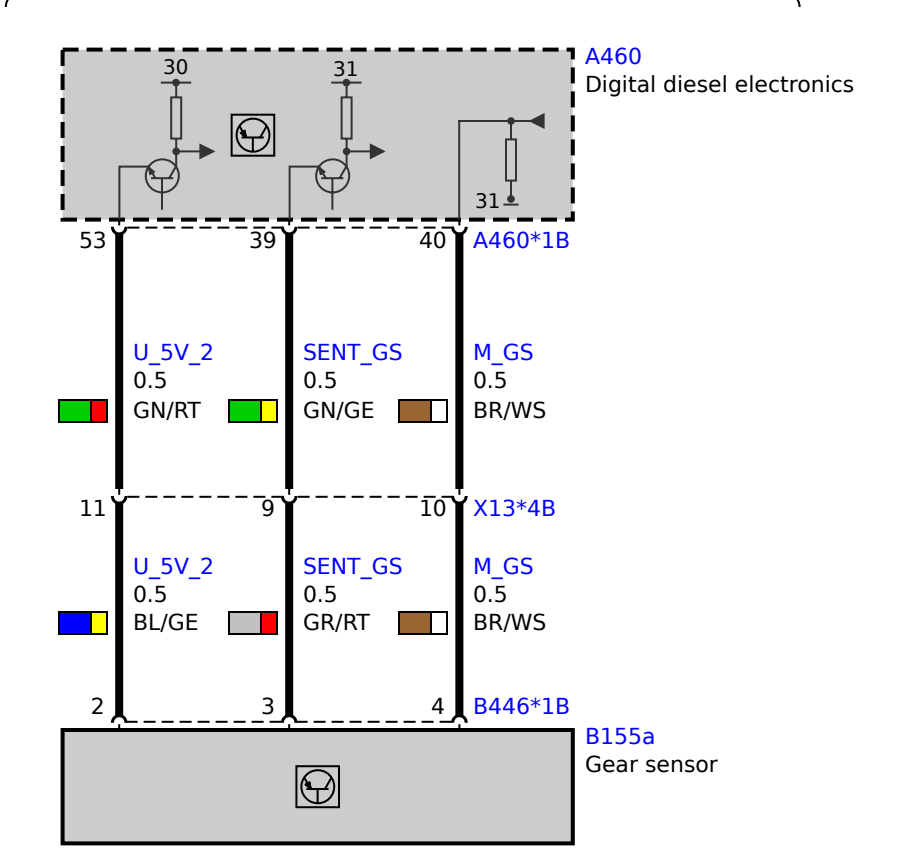 A460
Digital diesel electronics
30
31
31
53
39
40
A460*1B
U_5V_2
0.5
GN/RT
SENT_GS
0.5
GN/GE
M_GS
0.5
BR/WS
11
9
10
X13*4B
U_5V_2
0.5
BL/GE
SENT_GS
0.5
GR/RT
M_GS
0.5
BR/WS
2
3
4
B446*1B
B155a
Gear sensor